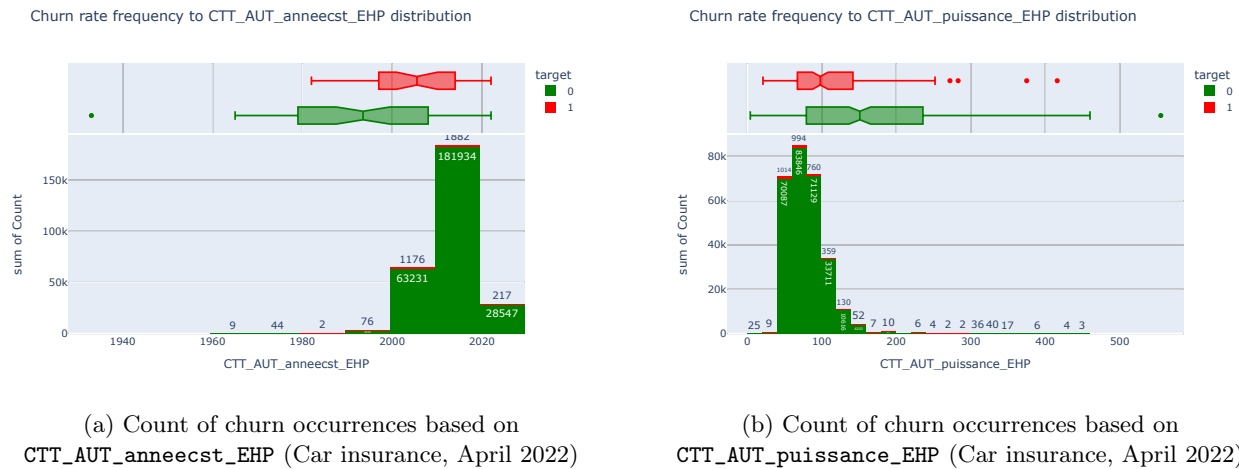 Churn rate frequency to CTT_AUT_anneecst_EHP distribution
target
0
1
1882
181934
150k
100k
50k
0
1176
63231
217
28547
9
44
2
76
1940
1960
1980
2000
2020
sum of Count
CTT_AUT_anneecst_EHP
(a) Count of churn occurrences based on
CTT_AUT_anneecst_EHP (Car insurance, April 2022)
Churn rate frequency to CTT_AUT_puissance_EHP distribution
target
0
1
994
83846
1014
70087
760
71129
359
33711
130
10616
52
80k
60k
40k
20k
0
25
9
7
10
6
4
2
2
36
40
17
6
4
3
0
100
200
300
400
500
sum of Count
CTT_AUT_puissance_EHP
(b) Count of churn occurrences based on
CTT_AUT_puissance_EHP (Car insurance, April 2022)